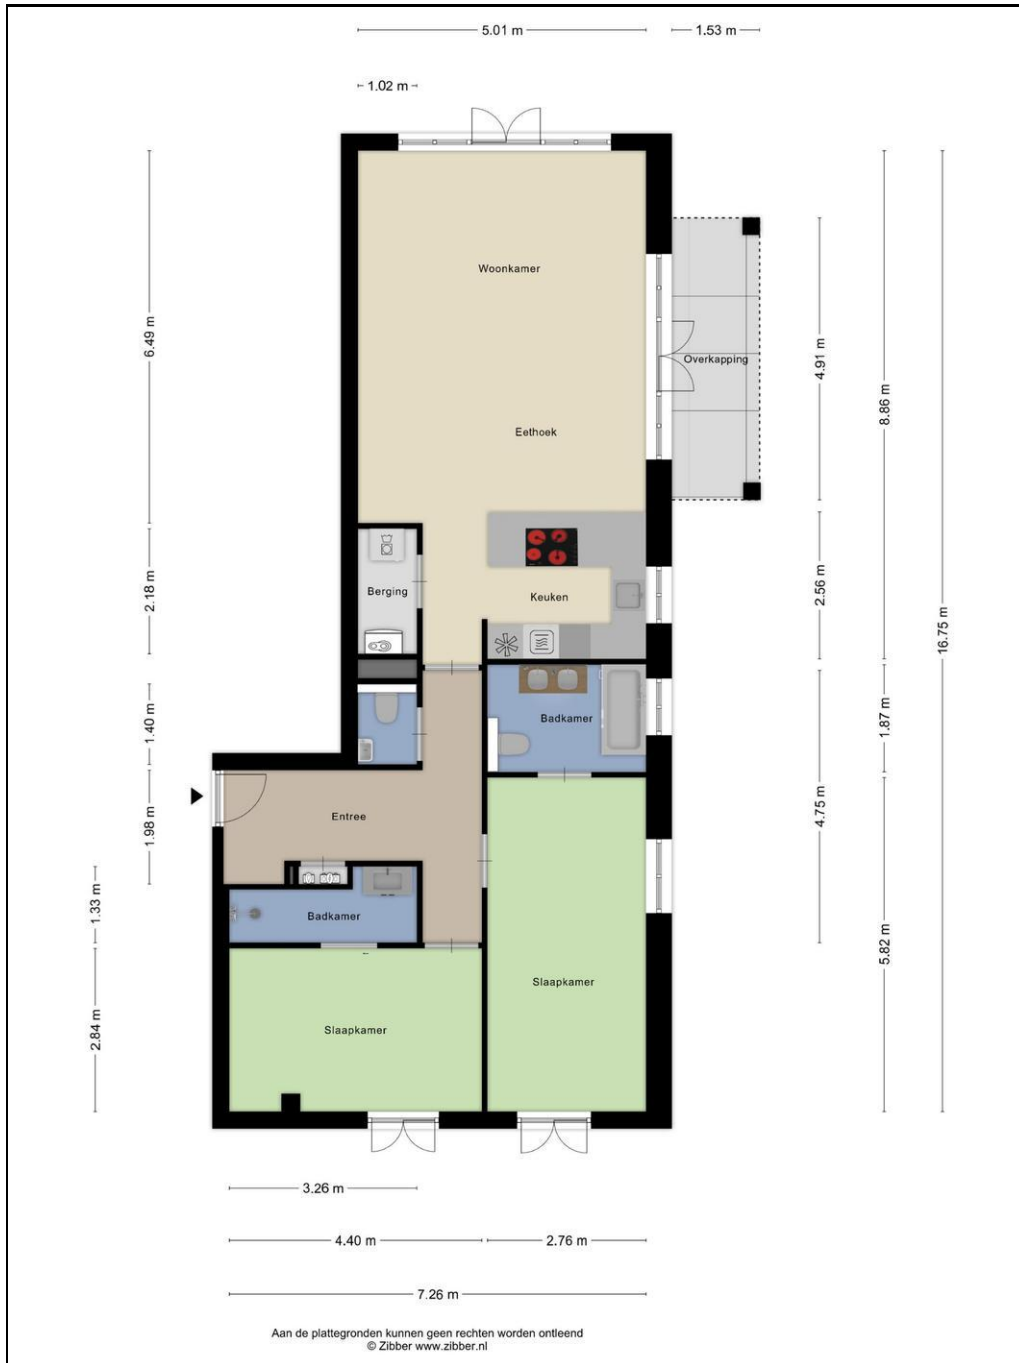 5.01 m
1.53 m
1.02 m
Woonkamer
6.49 m
Overkapping
4.91 m
8.86 m
Eethoek
Berging
Keuken
2.18 m
2.56 m
16.75 m
Badkamer
1.40 m
1.87 m
4.75 m
1.98 m
Entree
1.33 m
Badkamer
5.82 m
Slaapkamer
Slaapkamer
2.84 m
3.26 m
4.40 m
2.76 m
7.26 m
Aan de plattegronden kunnen geen rechten worden ontleend
© Zibber www.zibber.nl